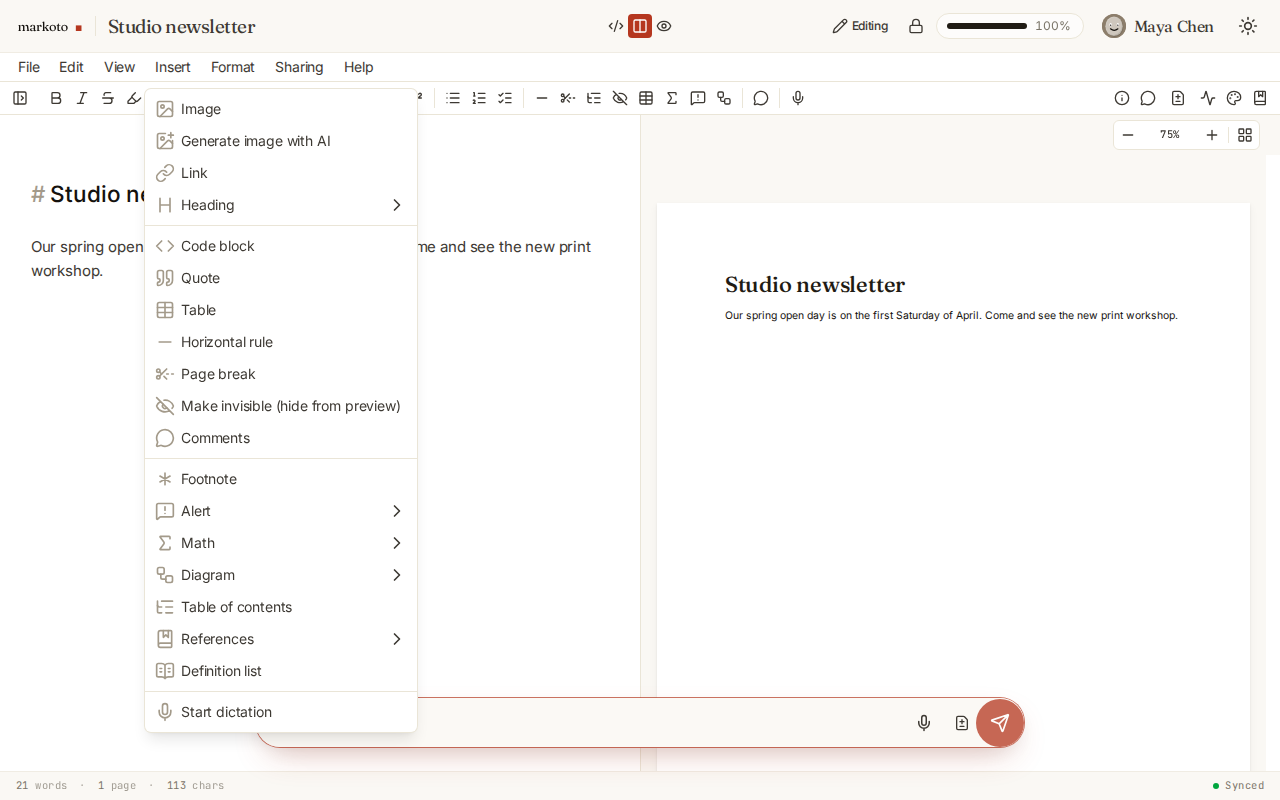 markoto
Studio newsletter
Editing
100%
Maya Chen
File Edit View Insert Format Sharing Help
75%
Image
Generate image with AI
Link
Heading
Code block
Quote
Table
Horizontal rule
Page break
Make invisible (hide from preview)
Comments
Footnote
Alert
Math
Diagram
Table of contents
References
Definition list
Start dictation
# Studio
Our spring open me and see the new print
workshop.
Studio newsletter
Our spring open day is on the first Saturday of April. Come and see the new print workshop.
21 words · 1 page · 113 chars
Synced